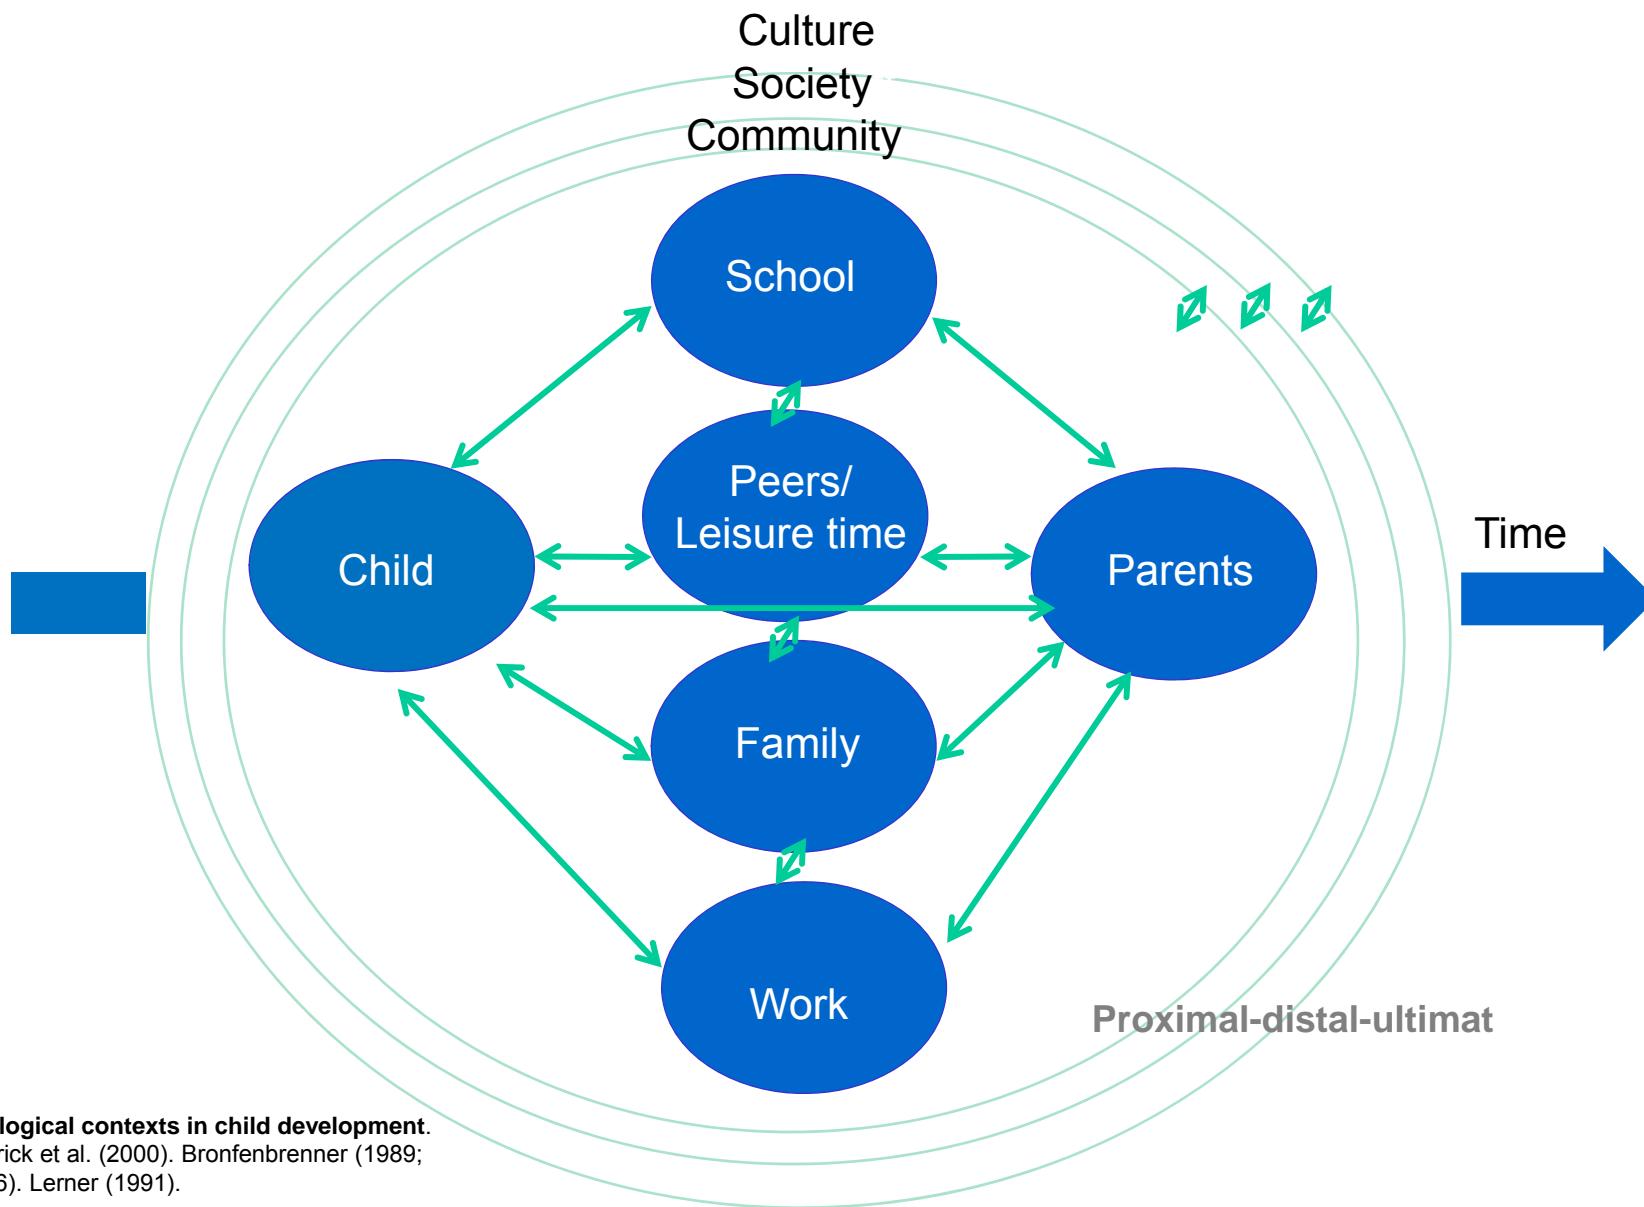 Culture
Society
Community
School
Peers/
Leisure time
Child
Parents
Time
Family
Work
Proximal-distal-ultimat
logical contexts in child development.
rick et al. (2000). Bronfenbrenner (1989;
6). Lerner (1991).